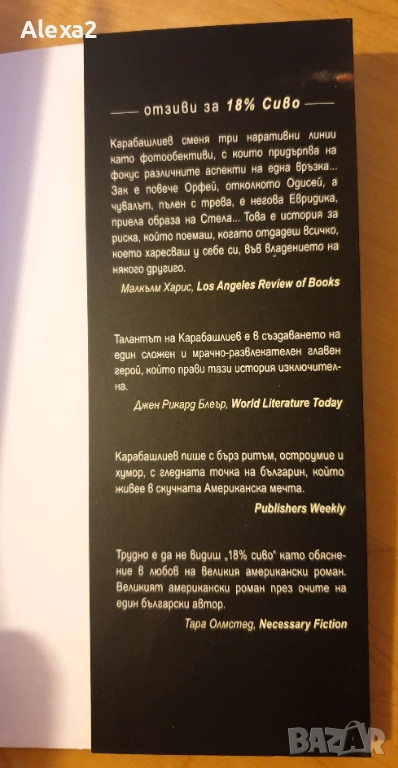 Alexa2
отзиви за 18% Сиво
Карабашлиев сменя три наративни линии
като фотообективи, с които придърпва на
фокус различните аспекти на една връзка...
Зак е повече Орфей, отколкото Одисей, а
чувалът, пълен с трева, е негова Евридика,
приела образа на Стела... Това е история за
риска, който поемаш, когато отдадеш всичко,
което харесваш у себе си, във владението на
някого другиго.
Малкълм Харис, Los Angeles Review of Books
Талантът на Карабашлиев е в създаването на
един сложен и мрачно-развлекателен главен
герой, който прави тази история изключител-
на.
Джен Рикард Блеър, World Literature Today
Карабашлиев пише с бърз ритъм, остроумие и
хумор, с гледната точка на българин, който
живее в скучната Американска мечта.
Publishers Weekly
Трудно е да не видиш „18% сиво“ като обясне-
ние в любов на великия американски роман.
Великият американски роман през очите на
един български автор.
Тара Олмстед, Necessary Fiction
BAZAR
bazar.bg